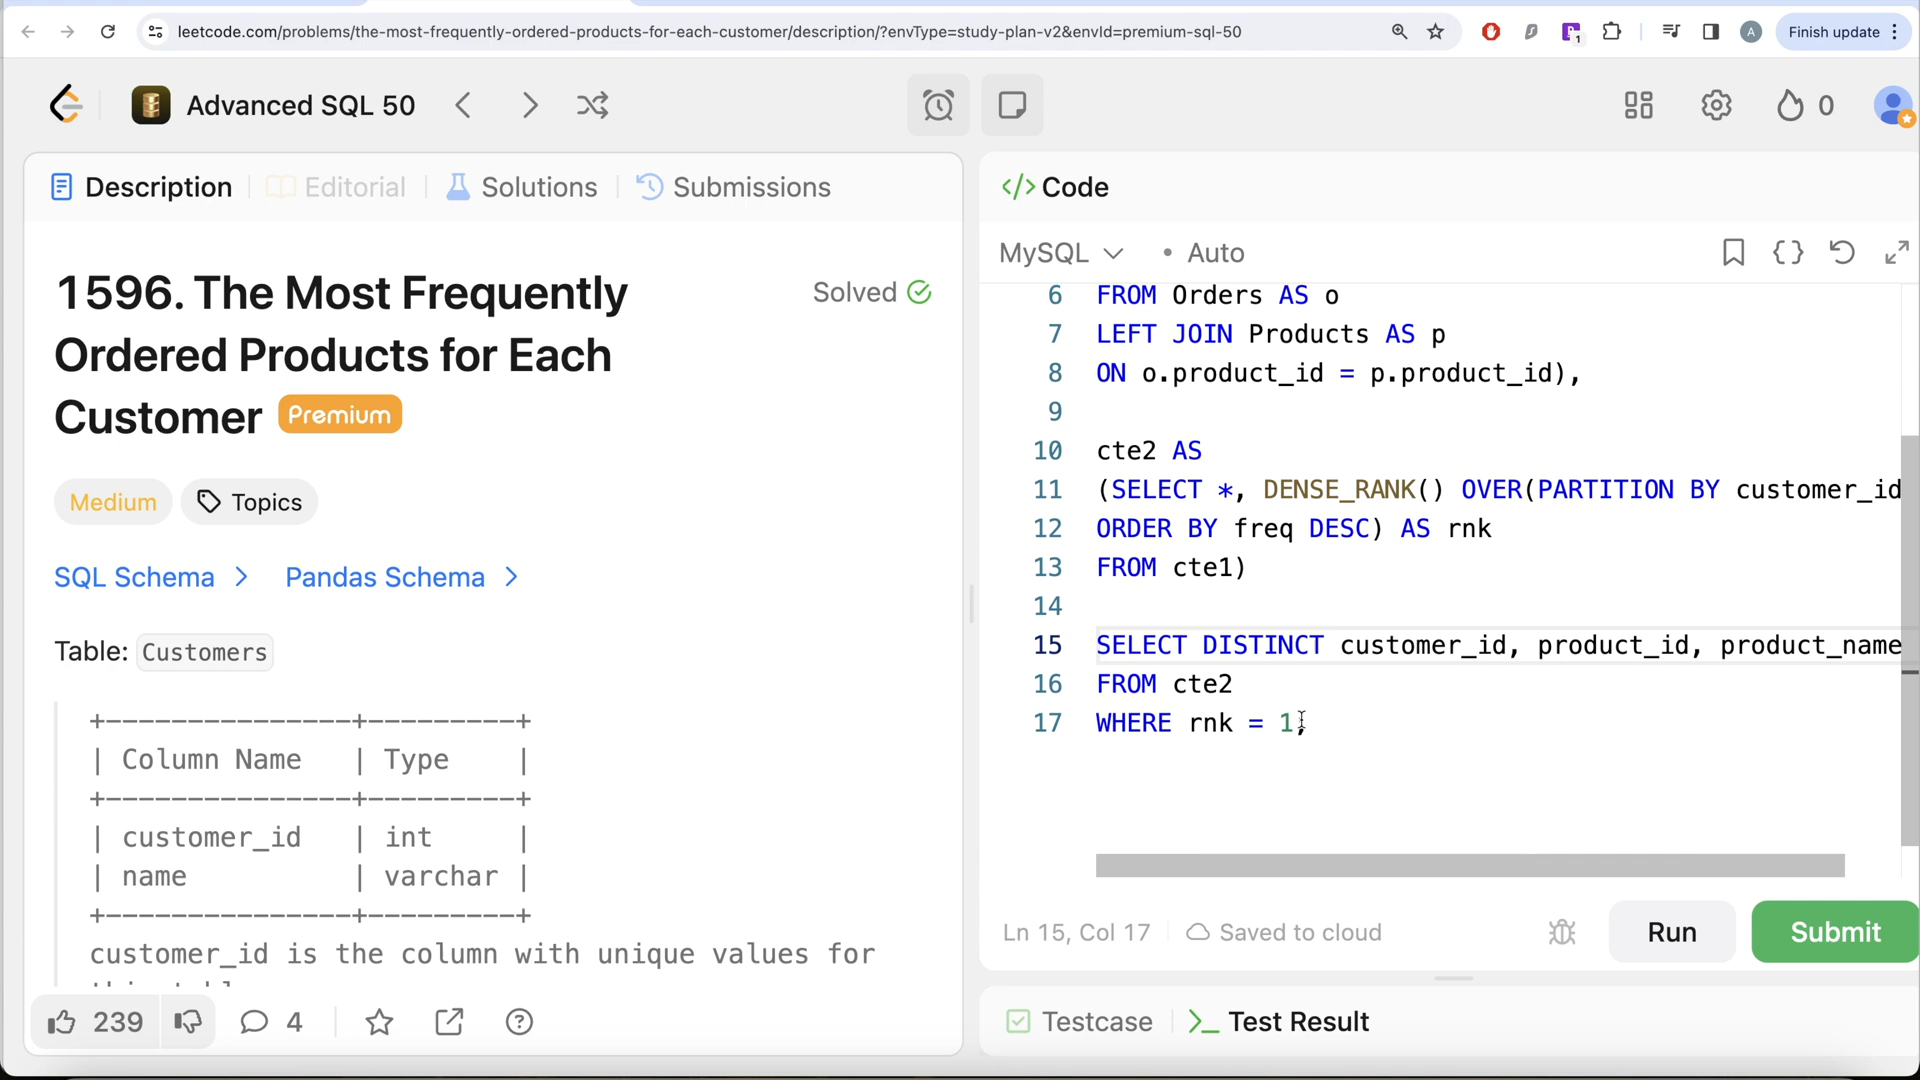 leetcode.com/problems/the-most-frequently-ordered-products-for-each-customer/description/?envType=study-plan-v2&envId=premium-sql-50
1
A
Finish update
Advanced SQL 50
0
Description
Editorial
Solutions
Submissions
1596. The Most Frequently
Ordered Products for Each
Customer
Premium
Solved
Medium
Topics
SQL Schema
Pandas Schema
Table: Customers
+---------------+---------+
| Column Name   | Type    |
+---------------+---------+
| customer_id   | int     |
| name          | varchar |
+---------------+---------+
customer_id is the column with unique values for
239
4
Code
MySQL
• Auto
6 FROM Orders AS o
7 LEFT JOIN Products AS p
8 ON o.product_id = p.product_id),
9
10 cte2 AS
11 (SELECT *, DENSE_RANK() OVER(PARTITION BY customer_id
12 ORDER BY freq DESC) AS rnk
13 FROM cte1)
14
15 SELECT DISTINCT customer_id, product_id, product_name
16 FROM cte2
17 WHERE rnk = 1;
Ln 15, Col 17
Saved to cloud
Run
Submit
Testcase
Test Result